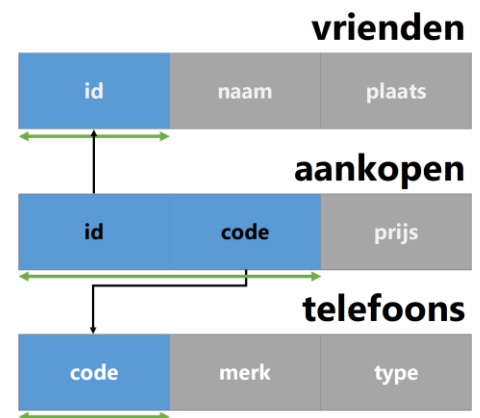 vrienden
id naam plaats
aankopen
id code prijs
telefoons
code merk type